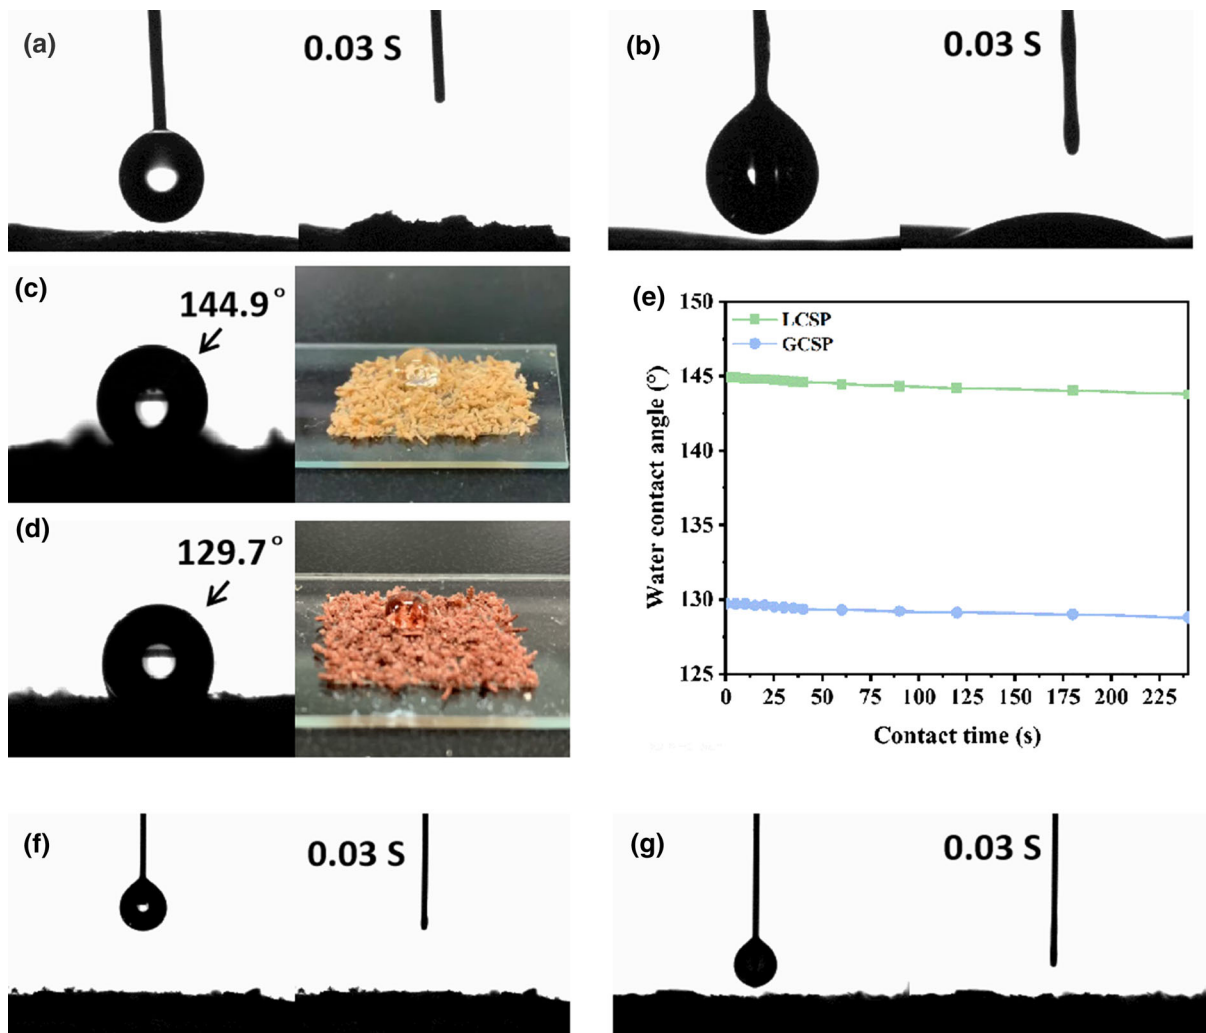 (a)
0.03 S
(b)
0.03 S
(c)
144.9°
(d)
129.7°
(e)
150
145
140
135
130
125
Water contact angle (°)
LCSP
GCSP
0 25 50 75 100 125 150 175 200 225
Contact time (s)
(f)
0.03 S
(g)
0.03 S